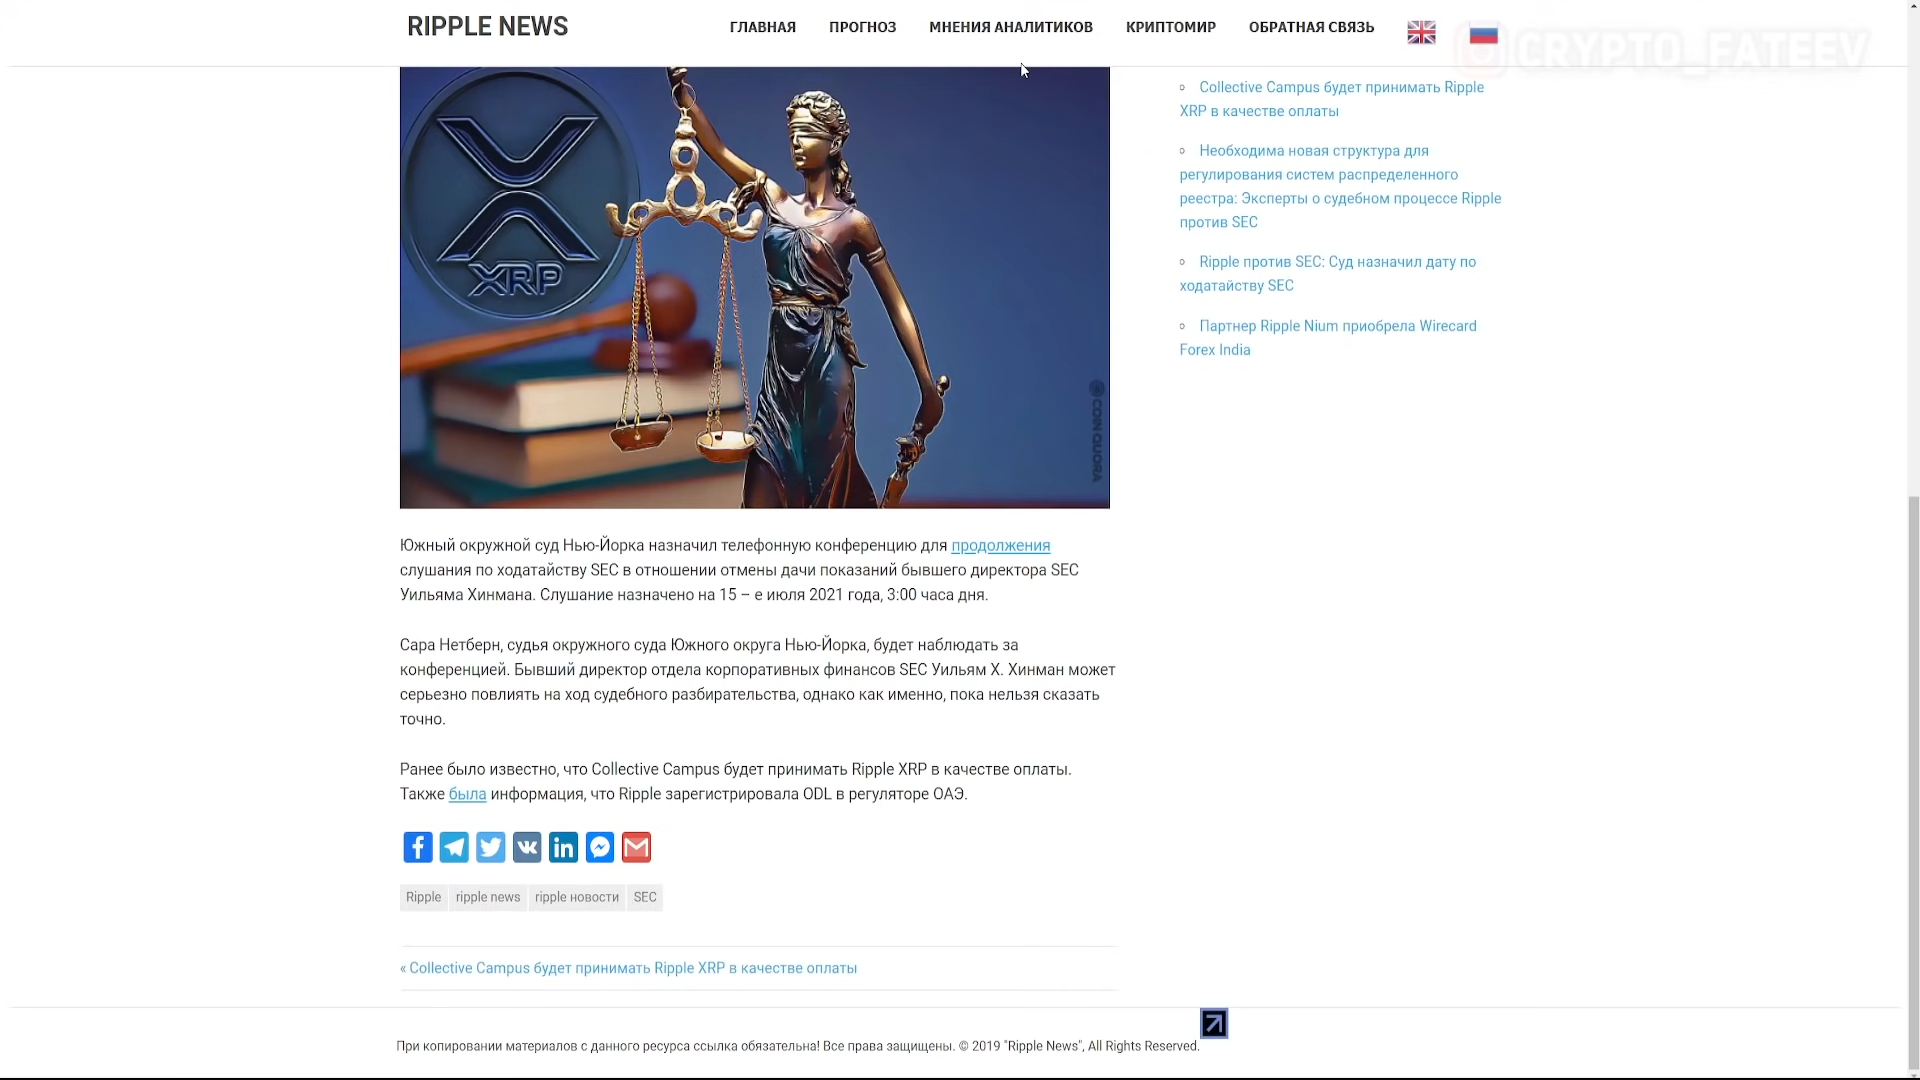 RIPPLE NEWS
ГЛАВНАЯ
ПРОГНОЗ
МНЕНИЯ АНАЛИТИКОВ
КРИПТОМИР
ОБРАТНАЯ СВЯЗЬ
CRYPTO_FATEEV
XRP
COINQUORA
Южный окружной суд Нью-Йорка назначил телефонную конференцию для продолжения
слушания по ходатайству SEC в отношении отмены дачи показаний бывшего директора SEC
Уильяма Хинмана. Слушание назначено на 15 – е июля 2021 года, 3:00 часа дня.
Сара Нетберн, судья окружного суда Южного округа Нью-Йорка, будет наблюдать за
конференцией. Бывший директор отдела корпоративных финансов SEC Уильям Х. Хинман может
серьезно повлиять на ход судебного разбирательства, однако как именно, пока нельзя сказать
точно.
Ранее было известно, что Collective Campus будет принимать Ripple XRP в качестве оплаты.
Также была информация, что Ripple зарегистрировала ODL в регуляторе ОАЭ.
Ripple
ripple news
ripple новости
SEC
« Collective Campus будет принимать Ripple XRP в качестве оплаты
Collective Campus будет принимать Ripple
XRP в качестве оплаты
Необходима новая структура для
регулирования систем распределенного
реестра: Эксперты о судебном процессе Ripple
против SEC
Ripple против SEC: Суд назначил дату по
ходатайству SEC
Партнер Ripple Nium приобрела Wirecard
Forex India
При копировании материалов с данного ресурса ссылка обязательна! Все права защищены. © 2019 "Ripple News", All Rights Reserved.